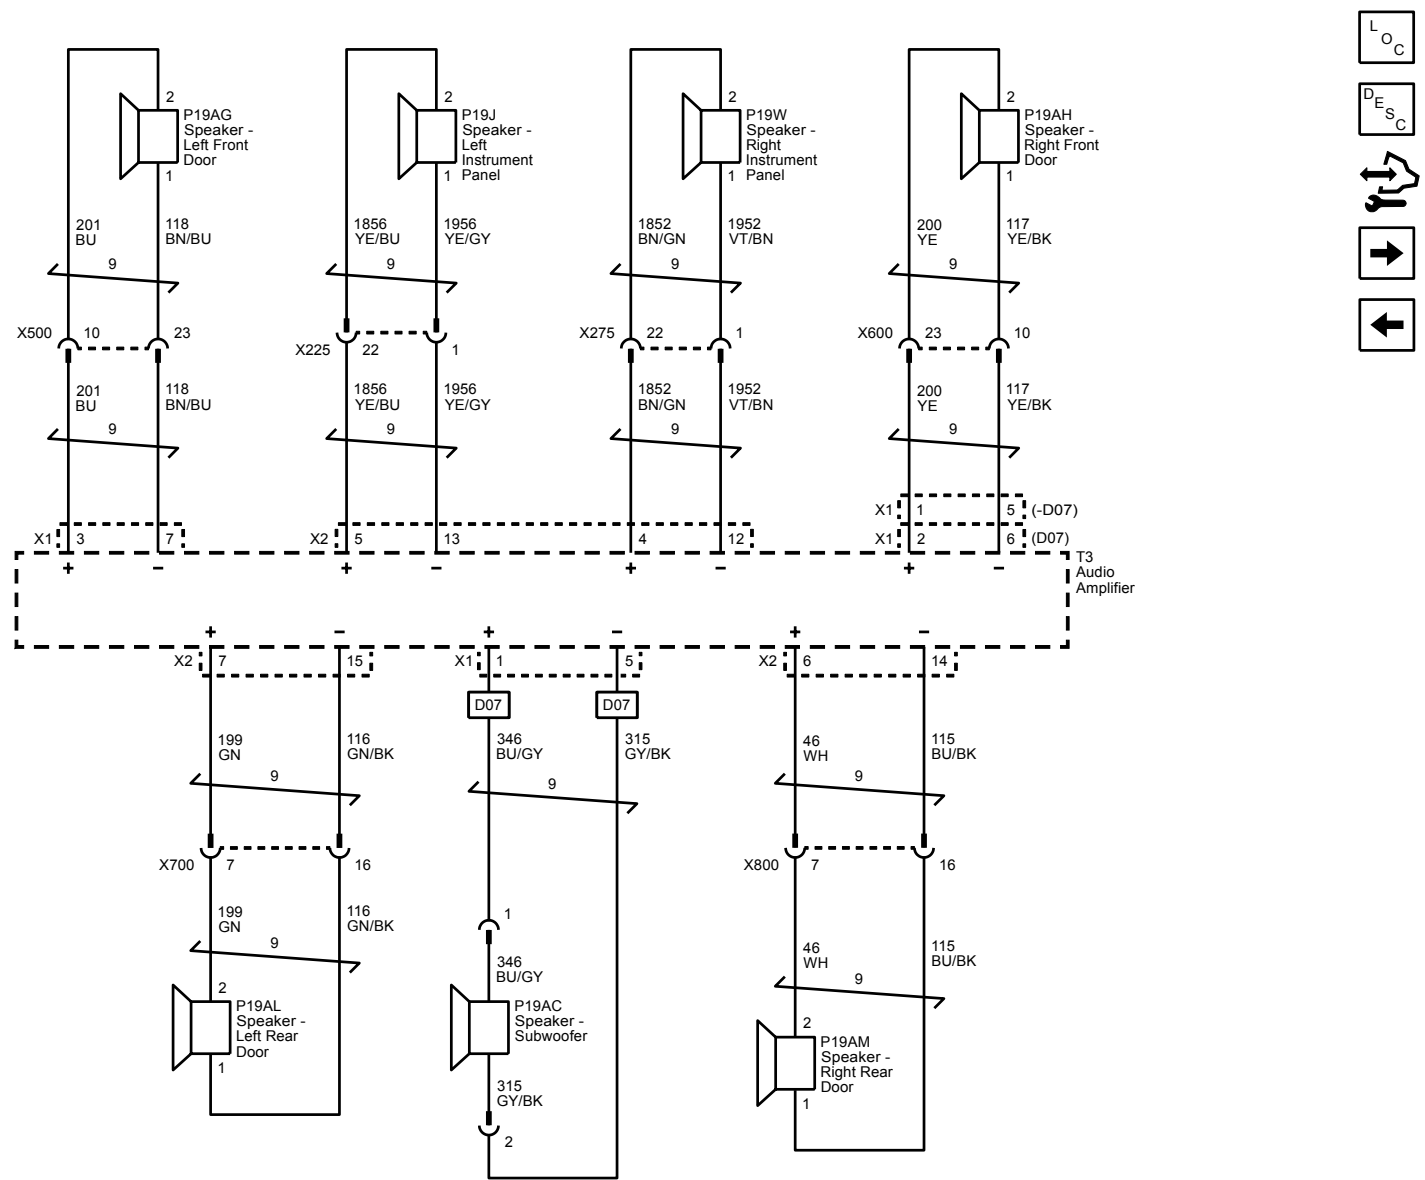 L
O
C
D
E
S
C
2
P19AG
Speaker -
Left Front
Door
1
2
P19J
Speaker -
Left
Instrument
Panel
1
2
P19W
Speaker -
Right
Instrument
Panel
1
2
P19AH
Speaker -
Right Front
Door
1
201
BU
118
BN/BU
1856
YE/BU
1956
YE/GY
1852
BN/GN
1952
VT/BN
200
YE
117
YE/BK
9
9
9
9
X500 10 23
X225 22 1
X275 22 1
X600 23 10
201
BU
118
BN/BU
1856
YE/BU
1956
YE/GY
1852
BN/GN
1952
VT/BN
200
YE
117
YE/BK
9
9
9
9
X1 1 5 (-D07)
X1 3 7
X2 5 13 4 12
X1 2 6 (D07)
+ − + − + − + −
T3
Audio
Amplifier
+ − + − + −
X2 7 15
X1 1 5
X2 6 14
D07 D07
199
GN
116
GN/BK
346
BU/GY
315
GY/BK
46
WH
115
BU/BK
9
9
9
X700 7 16
X800 7 16
199
GN
116
GN/BK
1
46
WH
115
BU/BK
9
346
BU/GY
9
2
P19AL
Speaker -
Left Rear
Door
1
P19AC
Speaker -
Subwoofer
315
GY/BK
2
2
P19AM
Speaker -
Right Rear
Door
1